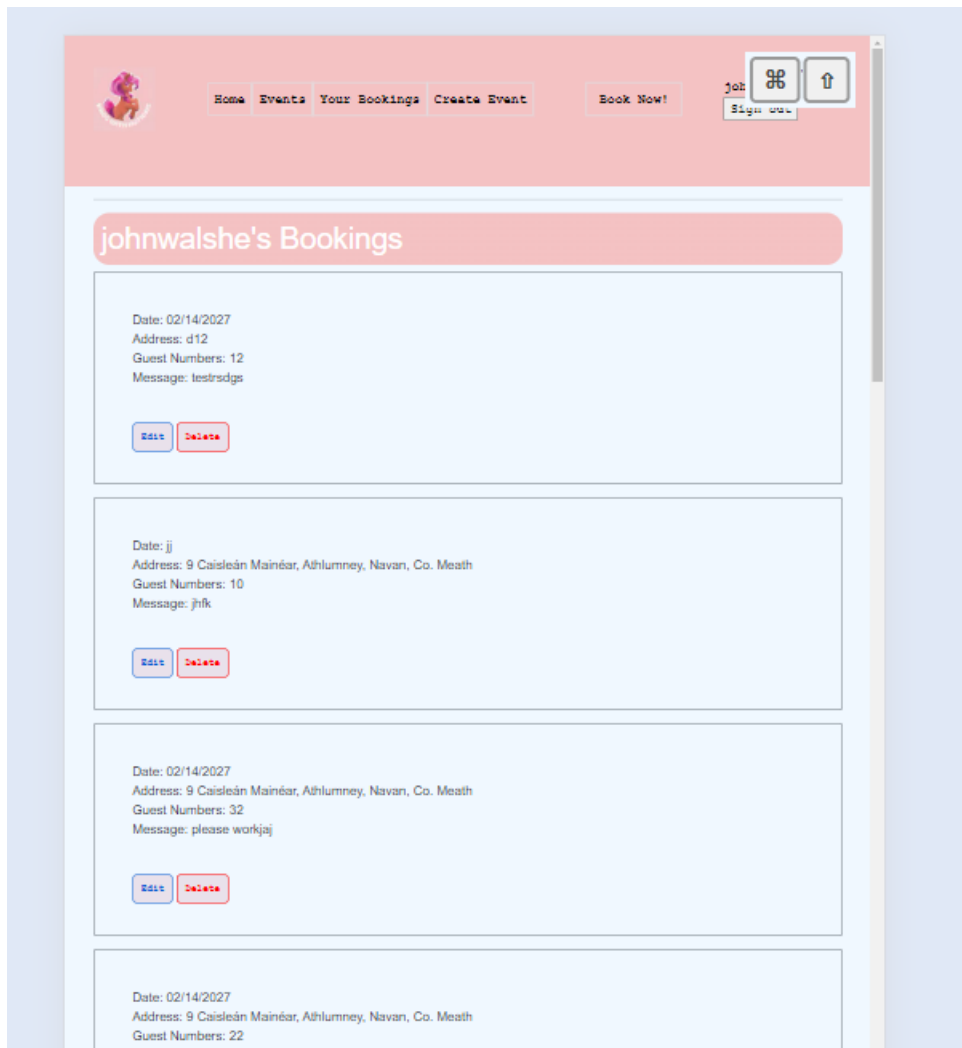 Home Events Your Bookings Create Event Book Now!
⌘ ⇧
Sign out
johnwalshe's Bookings
Date: 02/14/2027
Address: d12
Guest Numbers: 12
Message: testrsdgs
Edit Delete
Date: jj
Address: 9 Caisleán Mainéar, Athlumney, Navan, Co. Meath
Guest Numbers: 10
Message: jhfk
Edit Delete
Date: 02/14/2027
Address: 9 Caisleán Mainéar, Athlumney, Navan, Co. Meath
Guest Numbers: 32
Message: please workjaj
Edit Delete
Date: 02/14/2027
Address: 9 Caisleán Mainéar, Athlumney, Navan, Co. Meath
Guest Numbers: 22